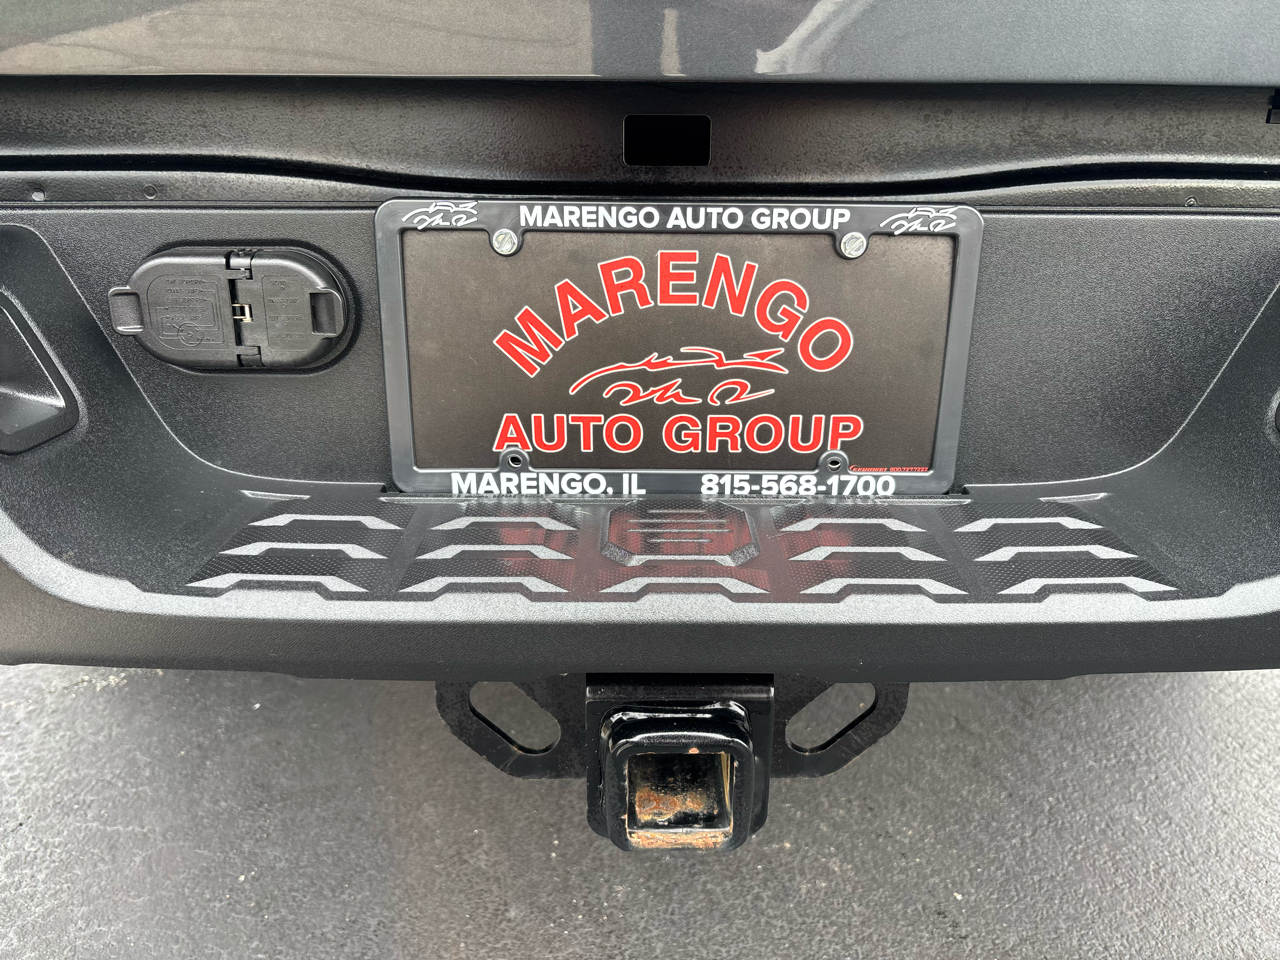 MARENGO AUTO GROUP
MARENGO
AUTO GROUP
MARENGO, IL 815-568-1700